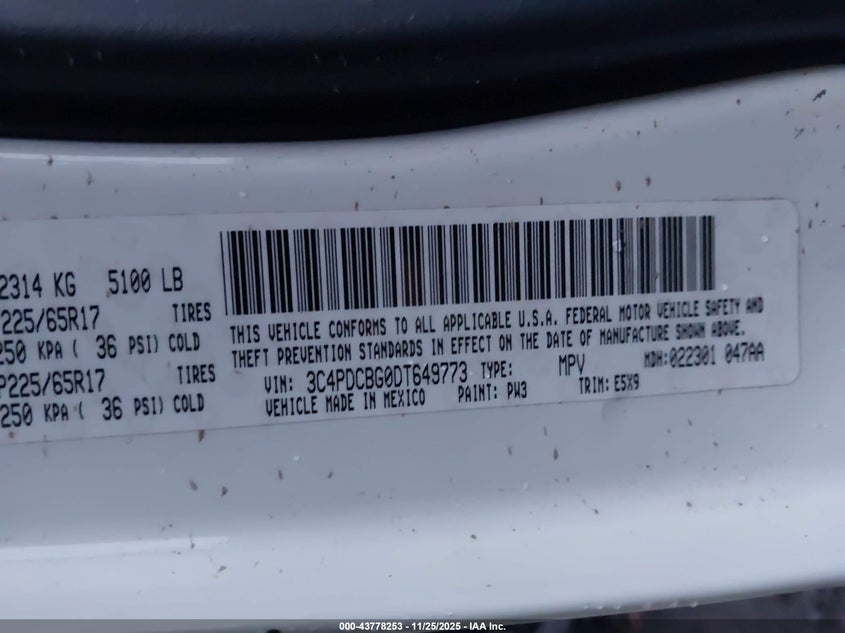 2314 KG 5100 LB
P225/65R17 TIRES
250 KPA ( 36 PSI) COLD
P225/65R17 TIRES
250 KPA ( 36 PSI) COLD
THIS VEHICLE CONFORMS TO ALL APPLICABLE U.S.A. FEDERAL MOTOR VEHICLE SAFETY AND
THEFT PREVENTION STANDARDS IN EFFECT ON THE DATE OF MANUFACTURE SHOWN ABOVE.
VIN: 3C4PDCBG0DT649773 TYPE: MPV MDH:022301 047AA
VEHICLE MADE IN MEXICO PAINT: PW3 TRIM: E5X9
000-43778253 — 11/25/2025 — IAA Inc.